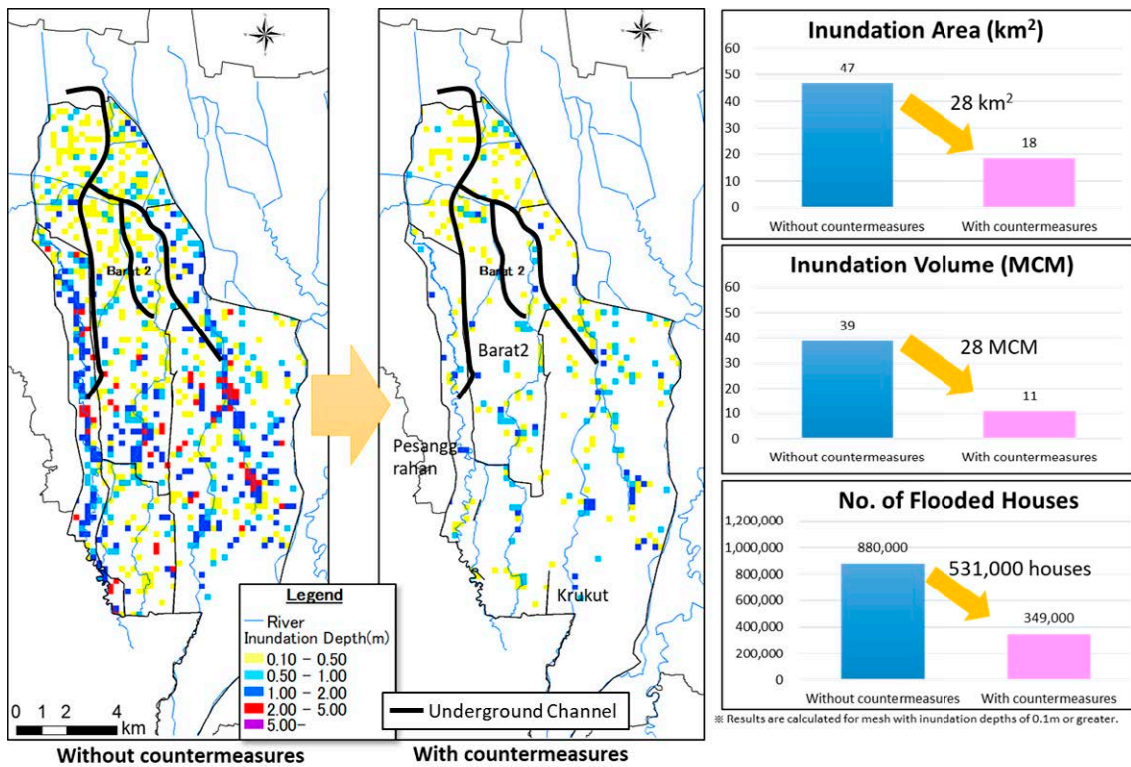 Barat 2
Legend
River
Inundation Depth(m)
0.10 - 0.50
0.50 - 1.00
1.00 - 2.00
2.00 - 5.00
5.00-
0 1 2 4
km
Without countermeasures
Barat 2
Barat2
Pesangg
rahan
Krukut
Underground Channel
With countermeasures
Inundation Area (km²)
60
50
40
30
20
10
0
47
28 km²
18
Without countermeasures
With countermeasures
Inundation Volume (MCM)
60
50
40
30
20
10
0
39
28 MCM
11
Without countermeasures
With countermeasures
No. of Flooded Houses
1,200,000
1,000,000
800,000
600,000
400,000
200,000
0
880,000
531,000 houses
349,000
Without countermeasures
With countermeasures
※ Results are calculated for mesh with inundation depths of 0.1m or greater.